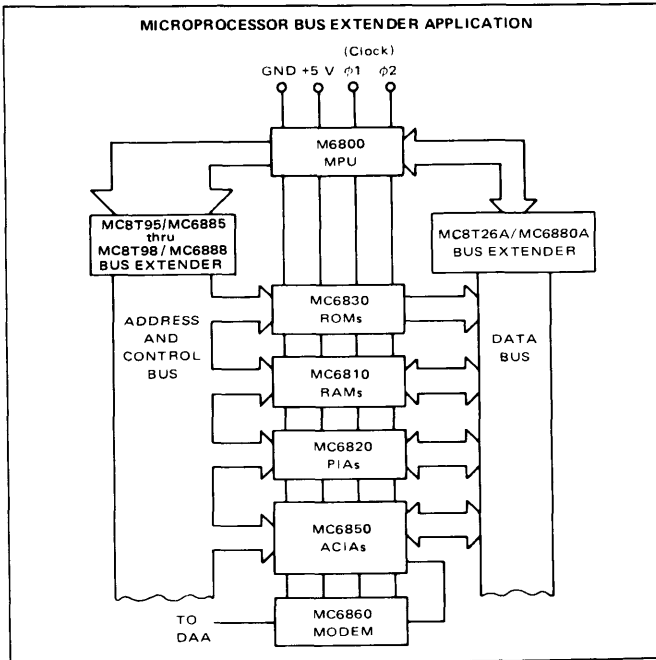 MICROPROCESSOR BUS EXTENDER APPLICATION
(Clock)
GND +5 V ϕ1 ϕ2
M6800
MPU
MC8T95/MC6885
thru
MC8T98/MC6888
BUS EXTENDER
MC8T26A/MC6880A
BUS EXTENDER
ADDRESS
AND
CONTROL
BUS
MC6830
ROMs
DATA
BUS
MC6810
RAMs
MC6820
PIAs
MC6850
ACIAs
TO
DAA
MC6860
MODEM